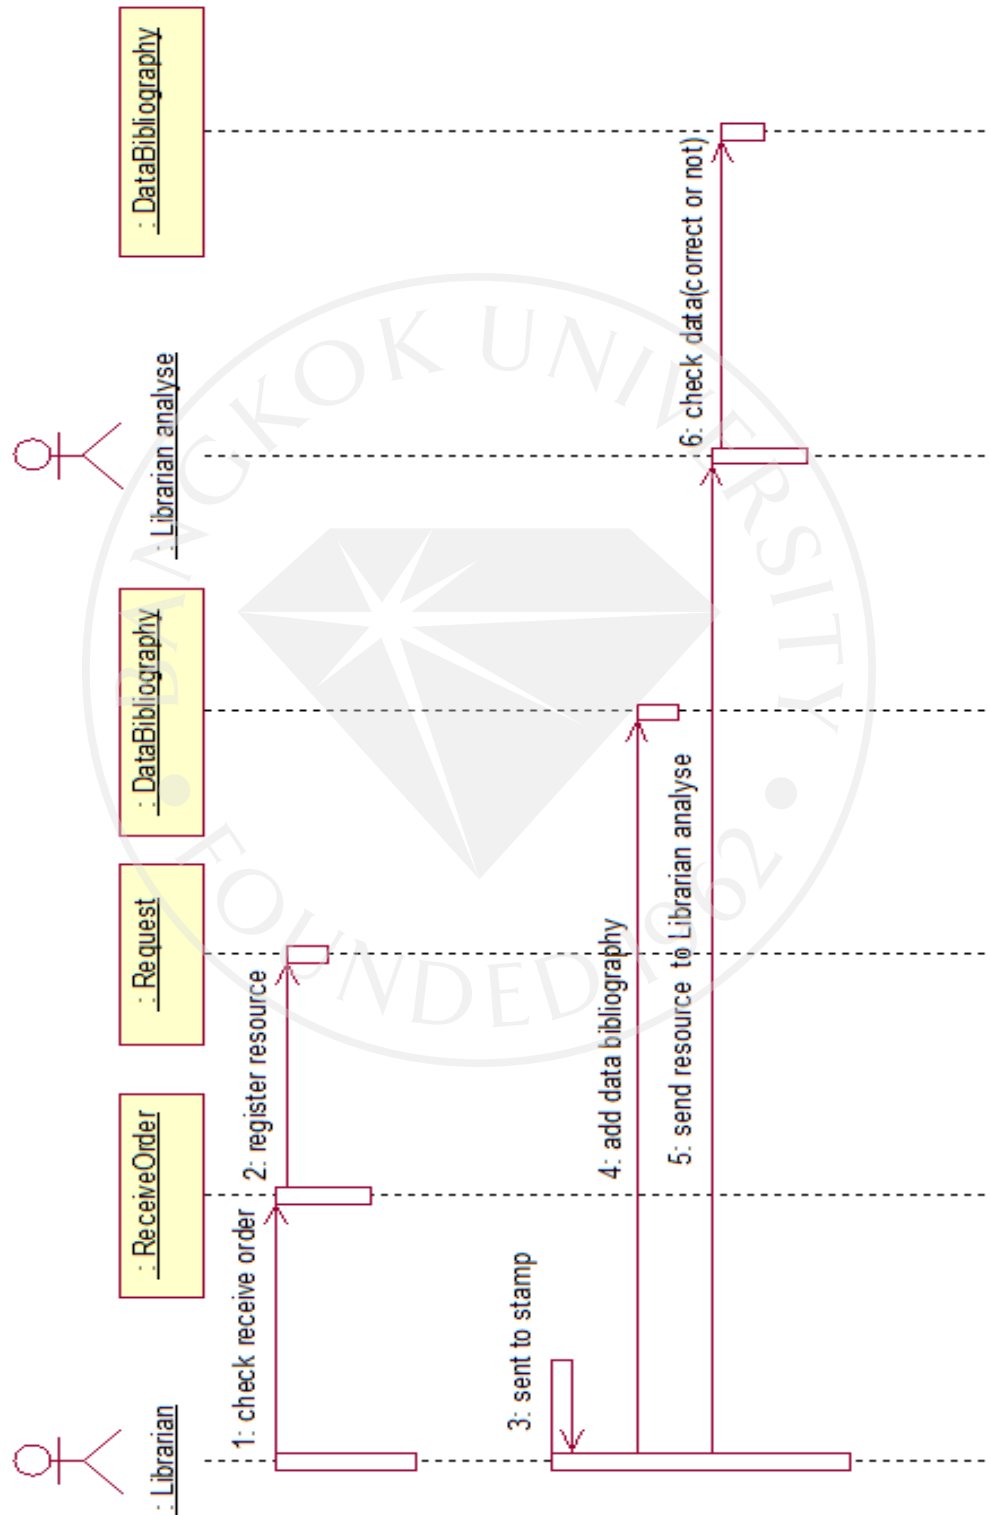 : Librarian
: ReceiveOrder
: Request
: DataBibliography
: Librarian analyse
: DataBibliography
1: check receive order
2: register resource
3: sent to stamp
4: add data bibliography
5: send resource to Librarian analyse
6: check data(correct or not)
BANGKOK UNIVERSITY
FOUNDED 1962